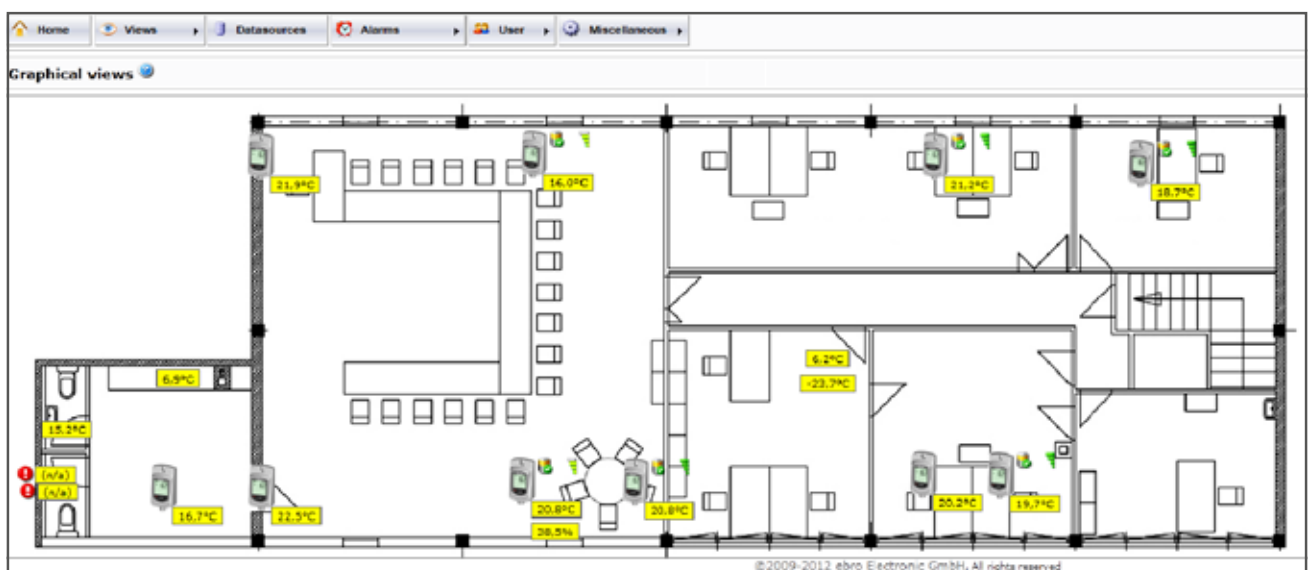 Home Views Datasources Alarms User Miscellaneous
Graphical views
21,9°C
16,0°C
21,2°C
18,7°C
6,2°C
-23,7°C
6,9°C
15,2°C
(n/a)
(n/a)
16,7°C
22,5°C
20,8°C
38,5%
20,8°C
20,2°C
19,7°C
©2009-2012 ebro Electronic GmbH, All rights reserved